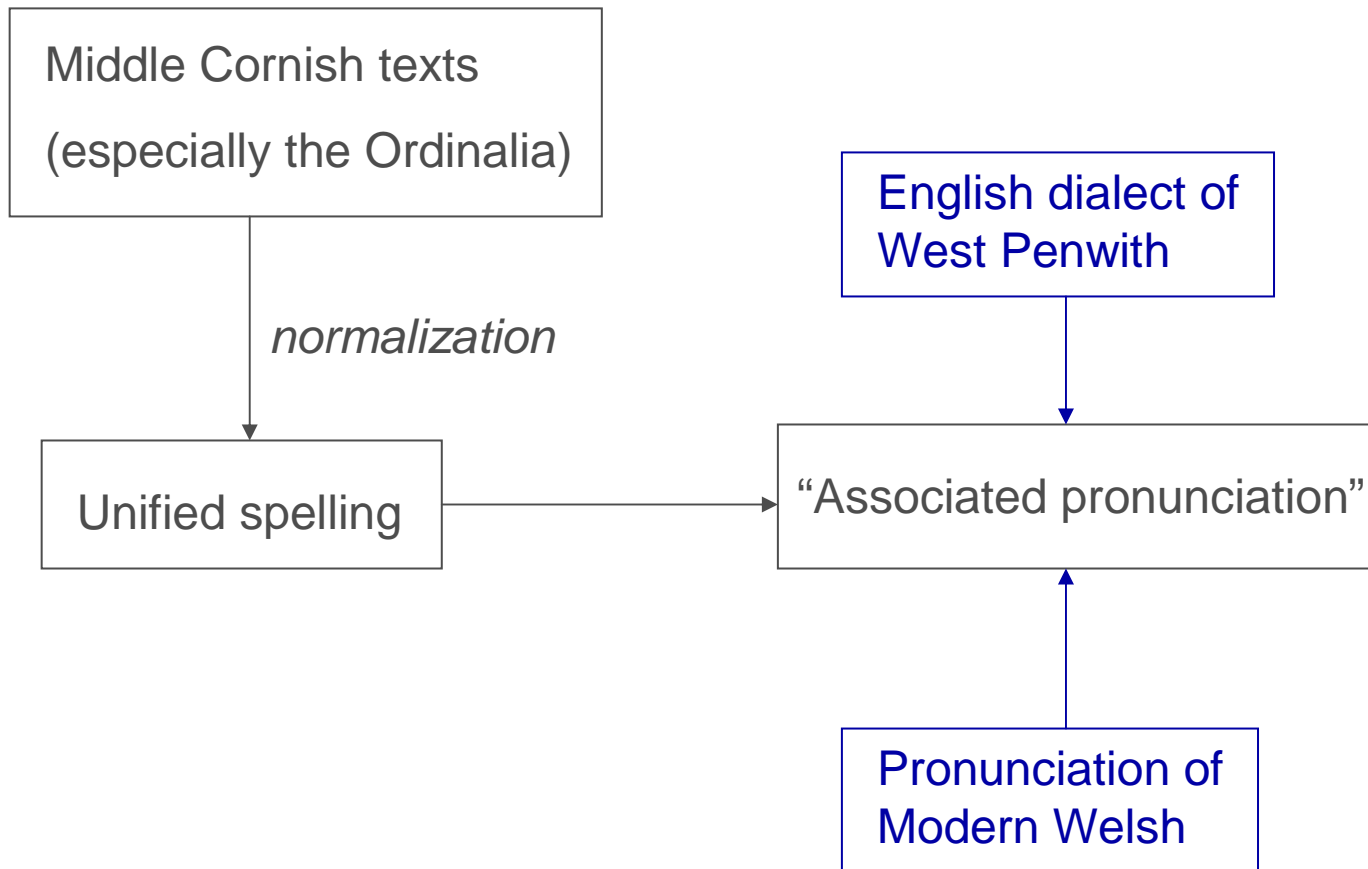 Middle Cornish texts
(especially the Ordinalia)
English dialect of
West Penwith
normalization
Unified spelling
“Associated pronunciation”
Pronunciation of
Modern Welsh